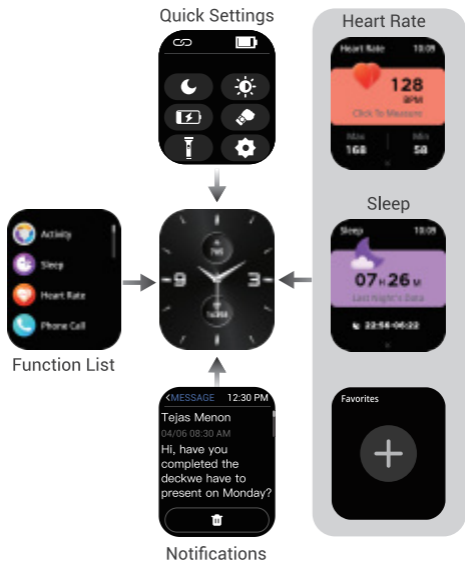 Quick Settings
Heart Rate
Heart Rate 10:09
128
BPM
Click To Measure
Max Min
168 58
Activity
Sleep
Heart Rate
Phone Call
Function List
9 3
Sleep
Sleep 10:09
07 H 26 M
Last Night's Data
22:56-06:22
<MESSAGE 12:30 PM
Tejas Menon
04/06 08:30 AM
Hi, have you
completed the
deckwe have to
present on Monday?
Notifications
Favorites